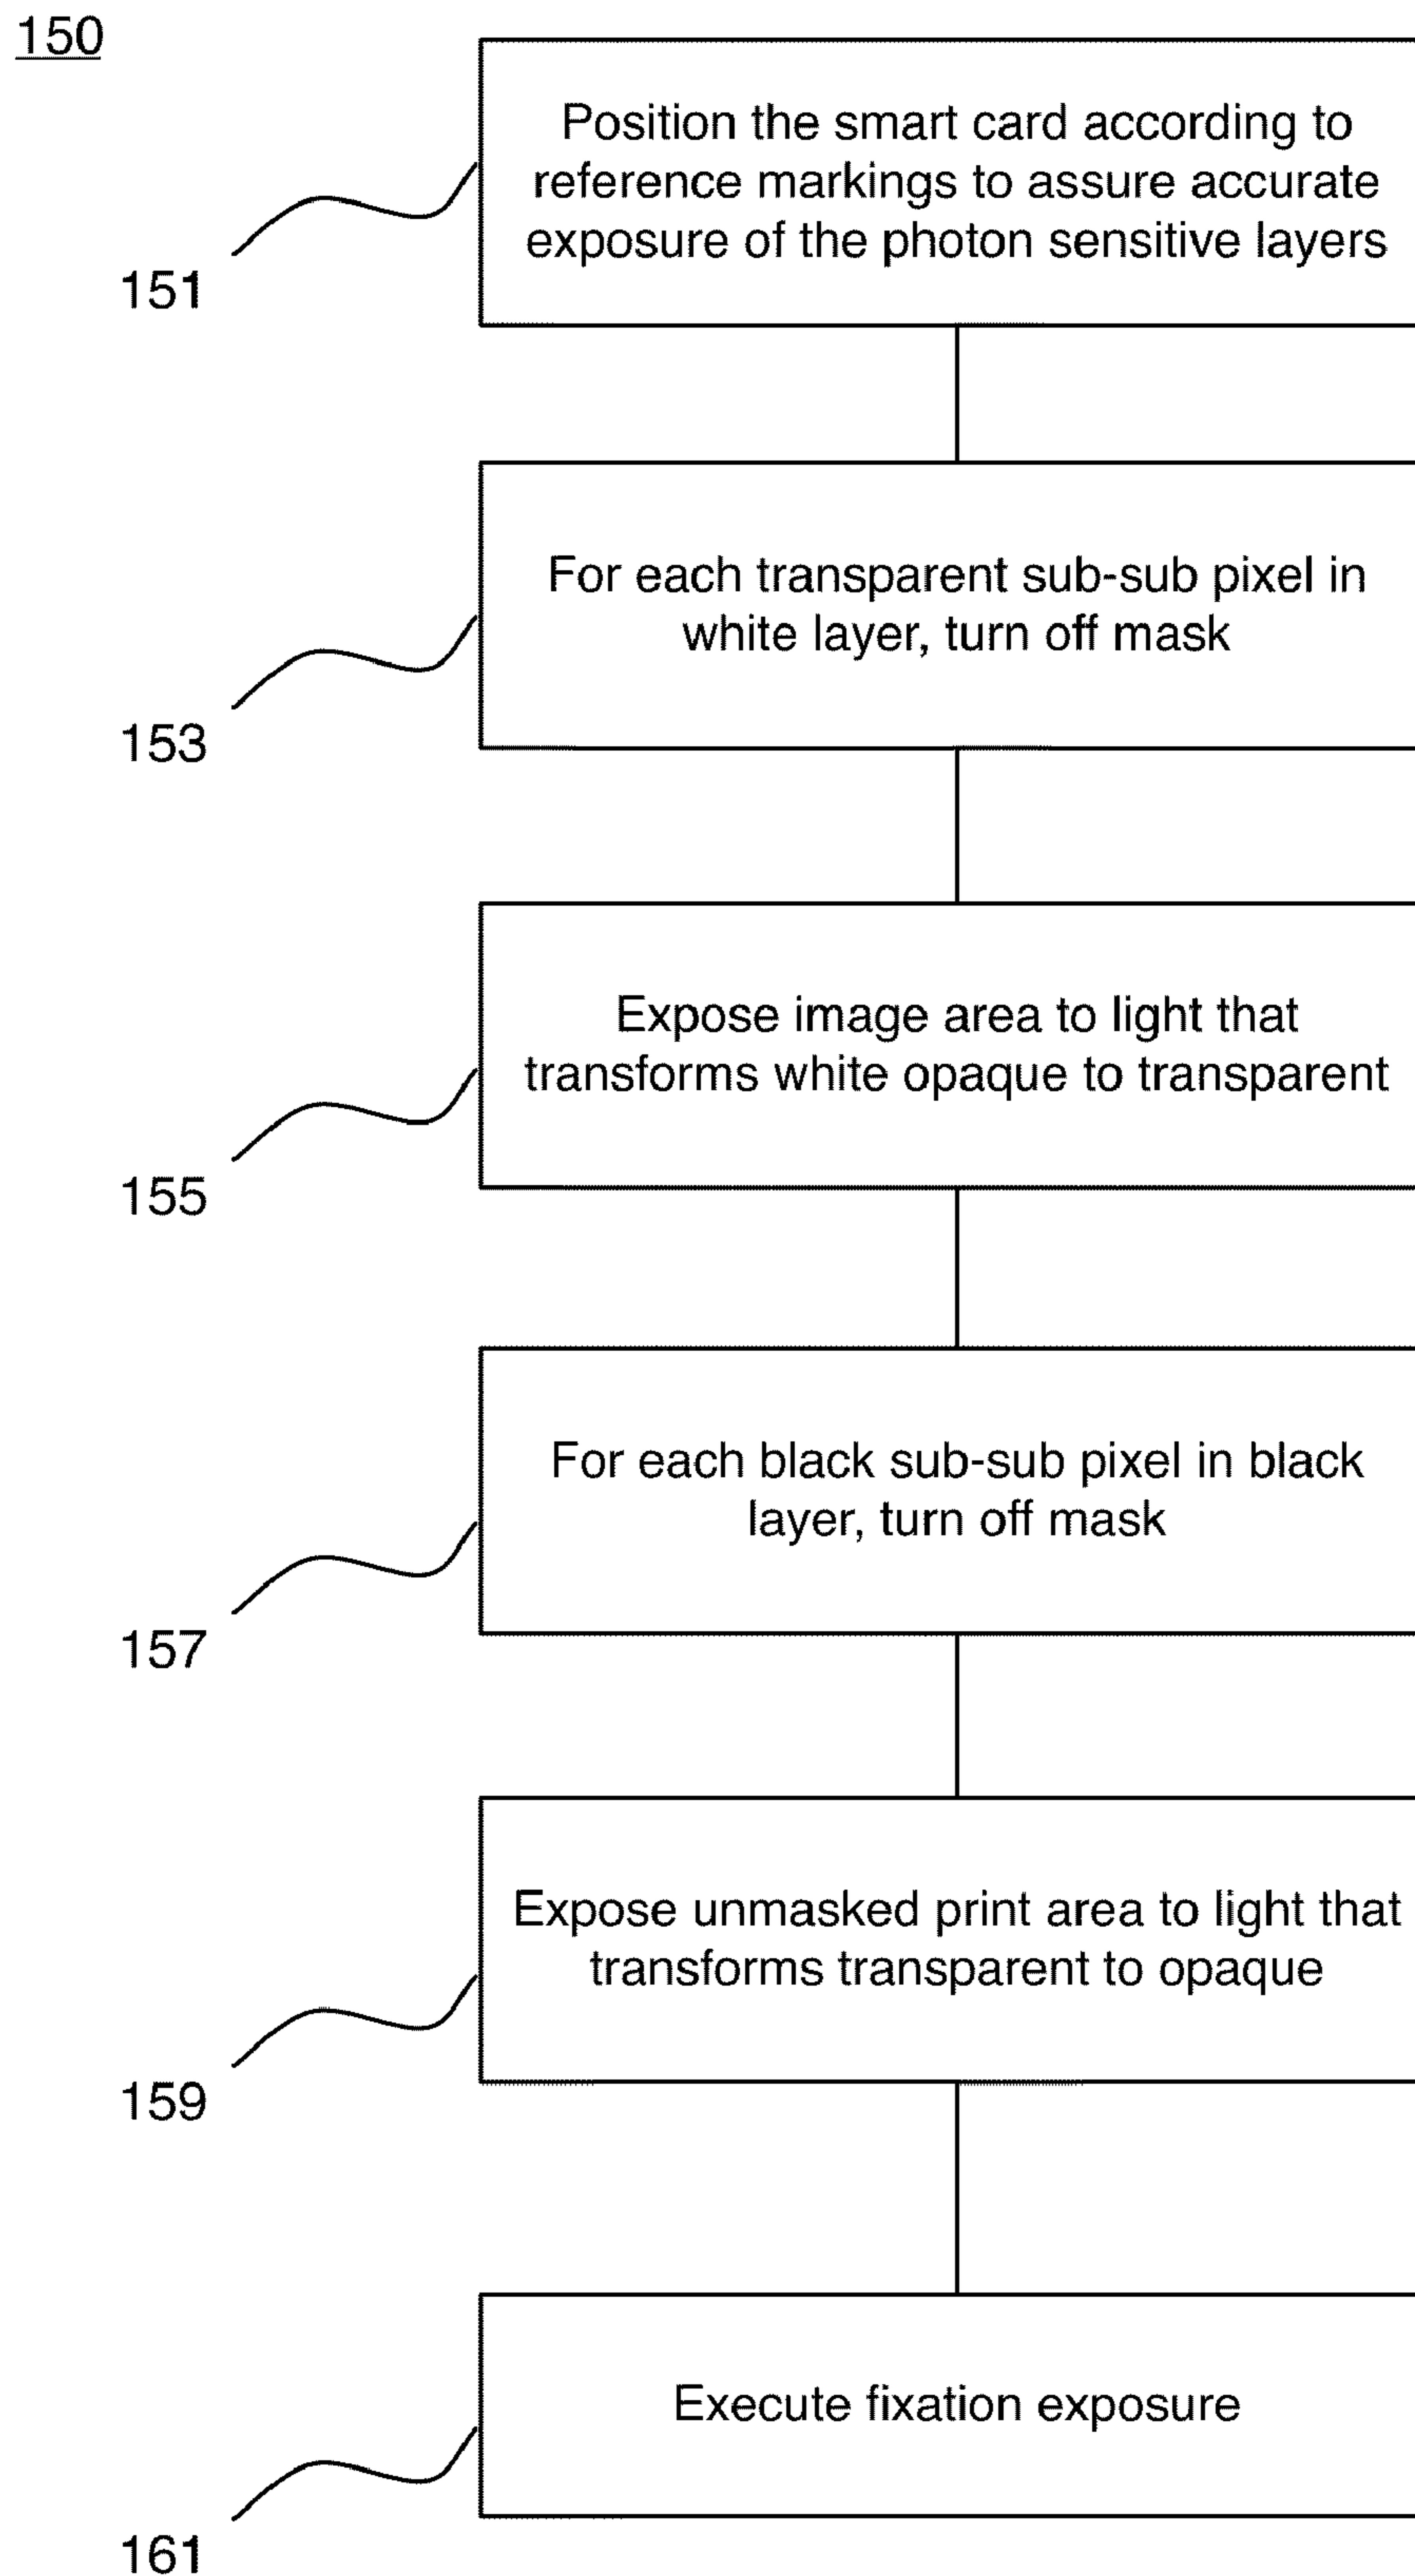 150
Position the smart card according to
reference markings to assure accurate
exposure of the photon sensitive layers
151
For each transparent sub-sub pixel in
white layer, turn off mask
153
Expose image area to light that
transforms white opaque to transparent
155
For each black sub-sub pixel in black
layer, turn off mask
157
Expose unmasked print area to light that
transforms transparent to opaque
159
Execute fixation exposure
161